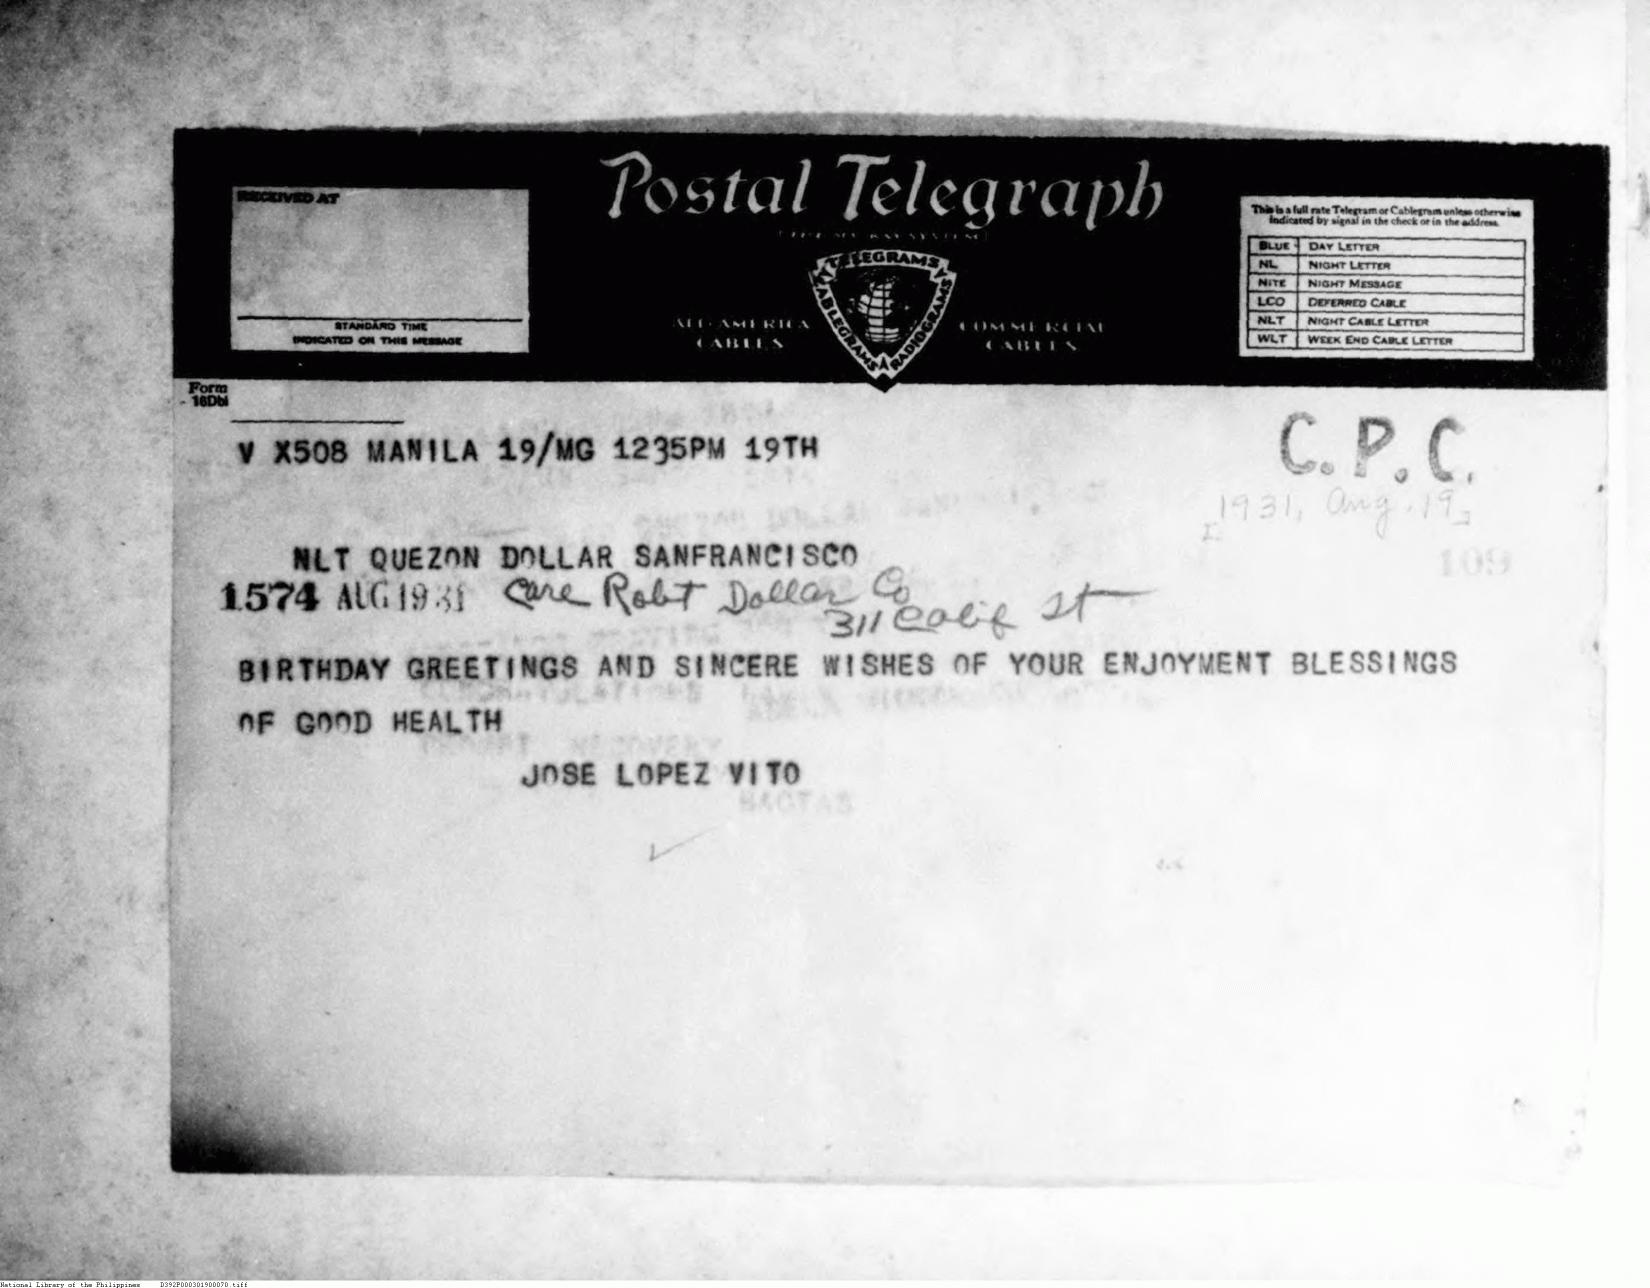 Postal Telegraph
RECEIVED AT
STANDARD TIME
INDICATED ON THIS MESSAGE
TELEGRAMS
CABLEGRAMS
RADIOGRAMS
ALL AMERICA
CABLES
COMMERCIAL
CABLES
This is a full rate Telegram or Cablegram unless otherwise
indicated by signal in the check or in the address.
BLUE DAY LETTER
NL NIGHT LETTER
NITE NIGHT MESSAGE
LCO DEFERRED CABLE
NLT NIGHT CABLE LETTER
WLT WEEK END CABLE LETTER
Form
16Dbl
C.P.C.
V X508 MANILA 19/MG 1235PM 19TH
[1931, Aug. 19]
109
NLT QUEZON DOLLAR SANFRANCISCO
1574 AUG 19 31 Care Robt Dollar Co
311 Calif St
BIRTHDAY GREETINGS AND SINCERE WISHES OF YOUR ENJOYMENT BLESSINGS
OF GOOD HEALTH
JOSE LOPEZ VITO
National Library of the Philippines D392P000301900070.tiff